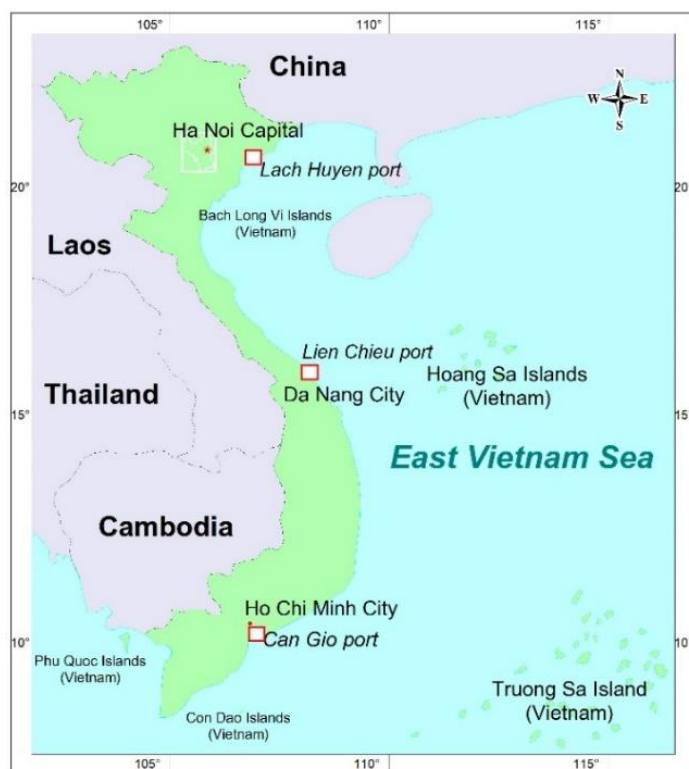 105° 110° 115°
China
N
W E
S
Ha Noi Capital
Lach Huyen port
20° 20°
Bach Long Vi Islands
(Vietnam)
Laos
Lien Chieu port
Hoang Sa Islands
(Vietnam)
Thailand
Da Nang City
15° 15°
East Vietnam Sea
Cambodia
Ho Chi Minh City
Can Gio port
10° 10°
Phu Quoc Islands
(Vietnam)
Truong Sa Island
(Vietnam)
Con Dao Islands
(Vietnam)
105° 110° 115°